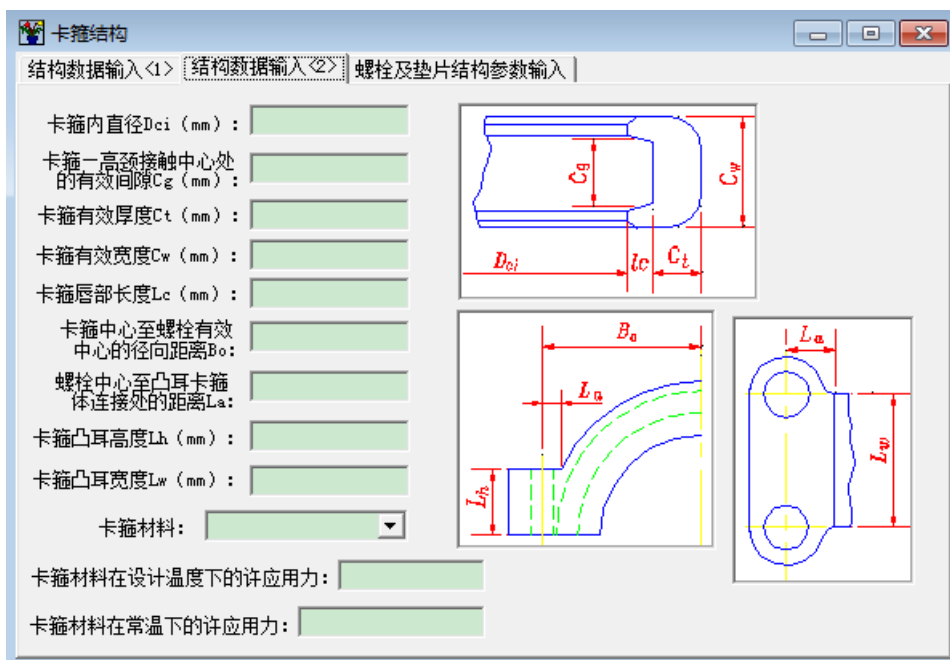 卡箍结构
结构数据输入<1> 结构数据输入<2> 螺栓及垫片结构参数输入
卡箍内直径Dci (mm) :
卡箍一高颈接触中心处
的有效间隙Cg (mm) :
卡箍有效厚度Ct (mm) :
卡箍有效宽度Cw (mm) :
卡箍唇部长度Lc (mm) :
卡箍中心至螺栓有效
中心的径向距离Bo:
螺栓中心至凸耳卡箍
体连接处的距离La:
卡箍凸耳高度Lh (mm) :
卡箍凸耳宽度Lw (mm) :
卡箍材料:
卡箍材料在设计温度下的许应用力:
卡箍材料在常温下的许应用力:
Cg
Cw
Dci lc Ct
Bo
La
Lh
La
Lw